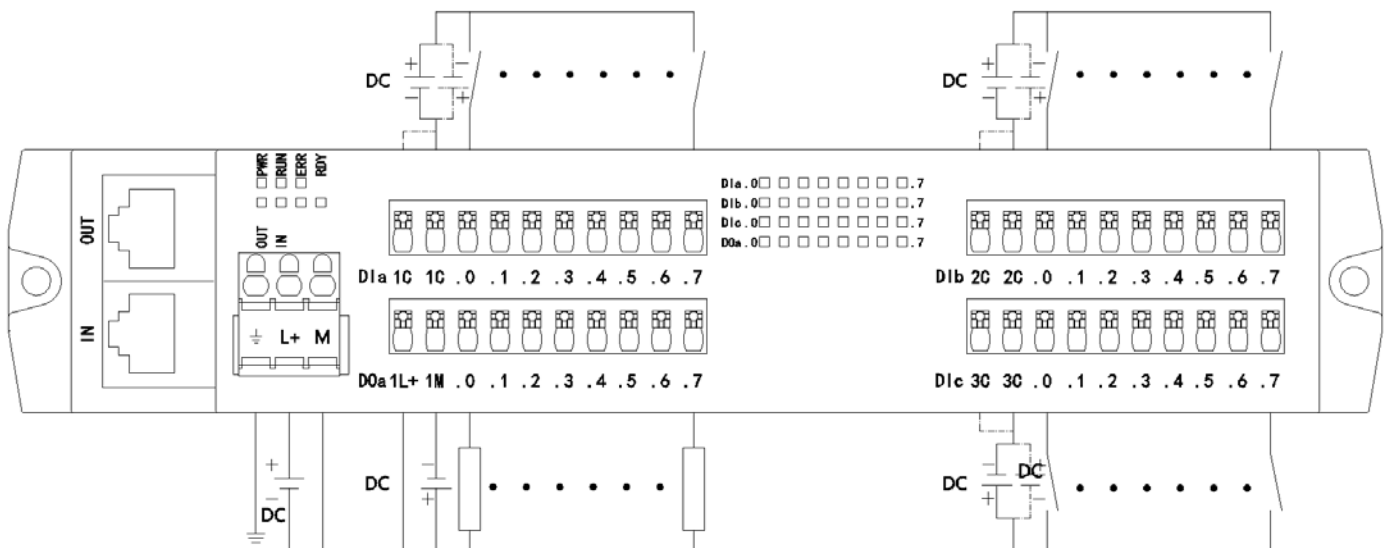 + − DC − +
+ − DC − +
PWR RUN ERR RDY
OUT IN
OUT
IN
DIa.0 .7
DIb.0 .7
DIc.0 .7
DOa.0 .7
DIa 1C 1C .0 .1 .2 .3 .4 .5 .6 .7
DIb 2C 2C .0 .1 .2 .3 .4 .5 .6 .7
L+ M
DOa 1L+ 1M .0 .1 .2 .3 .4 .5 .6 .7
DIc 3C 3C .0 .1 .2 .3 .4 .5 .6 .7
+ − DC
DC − +
DC − + DC + −